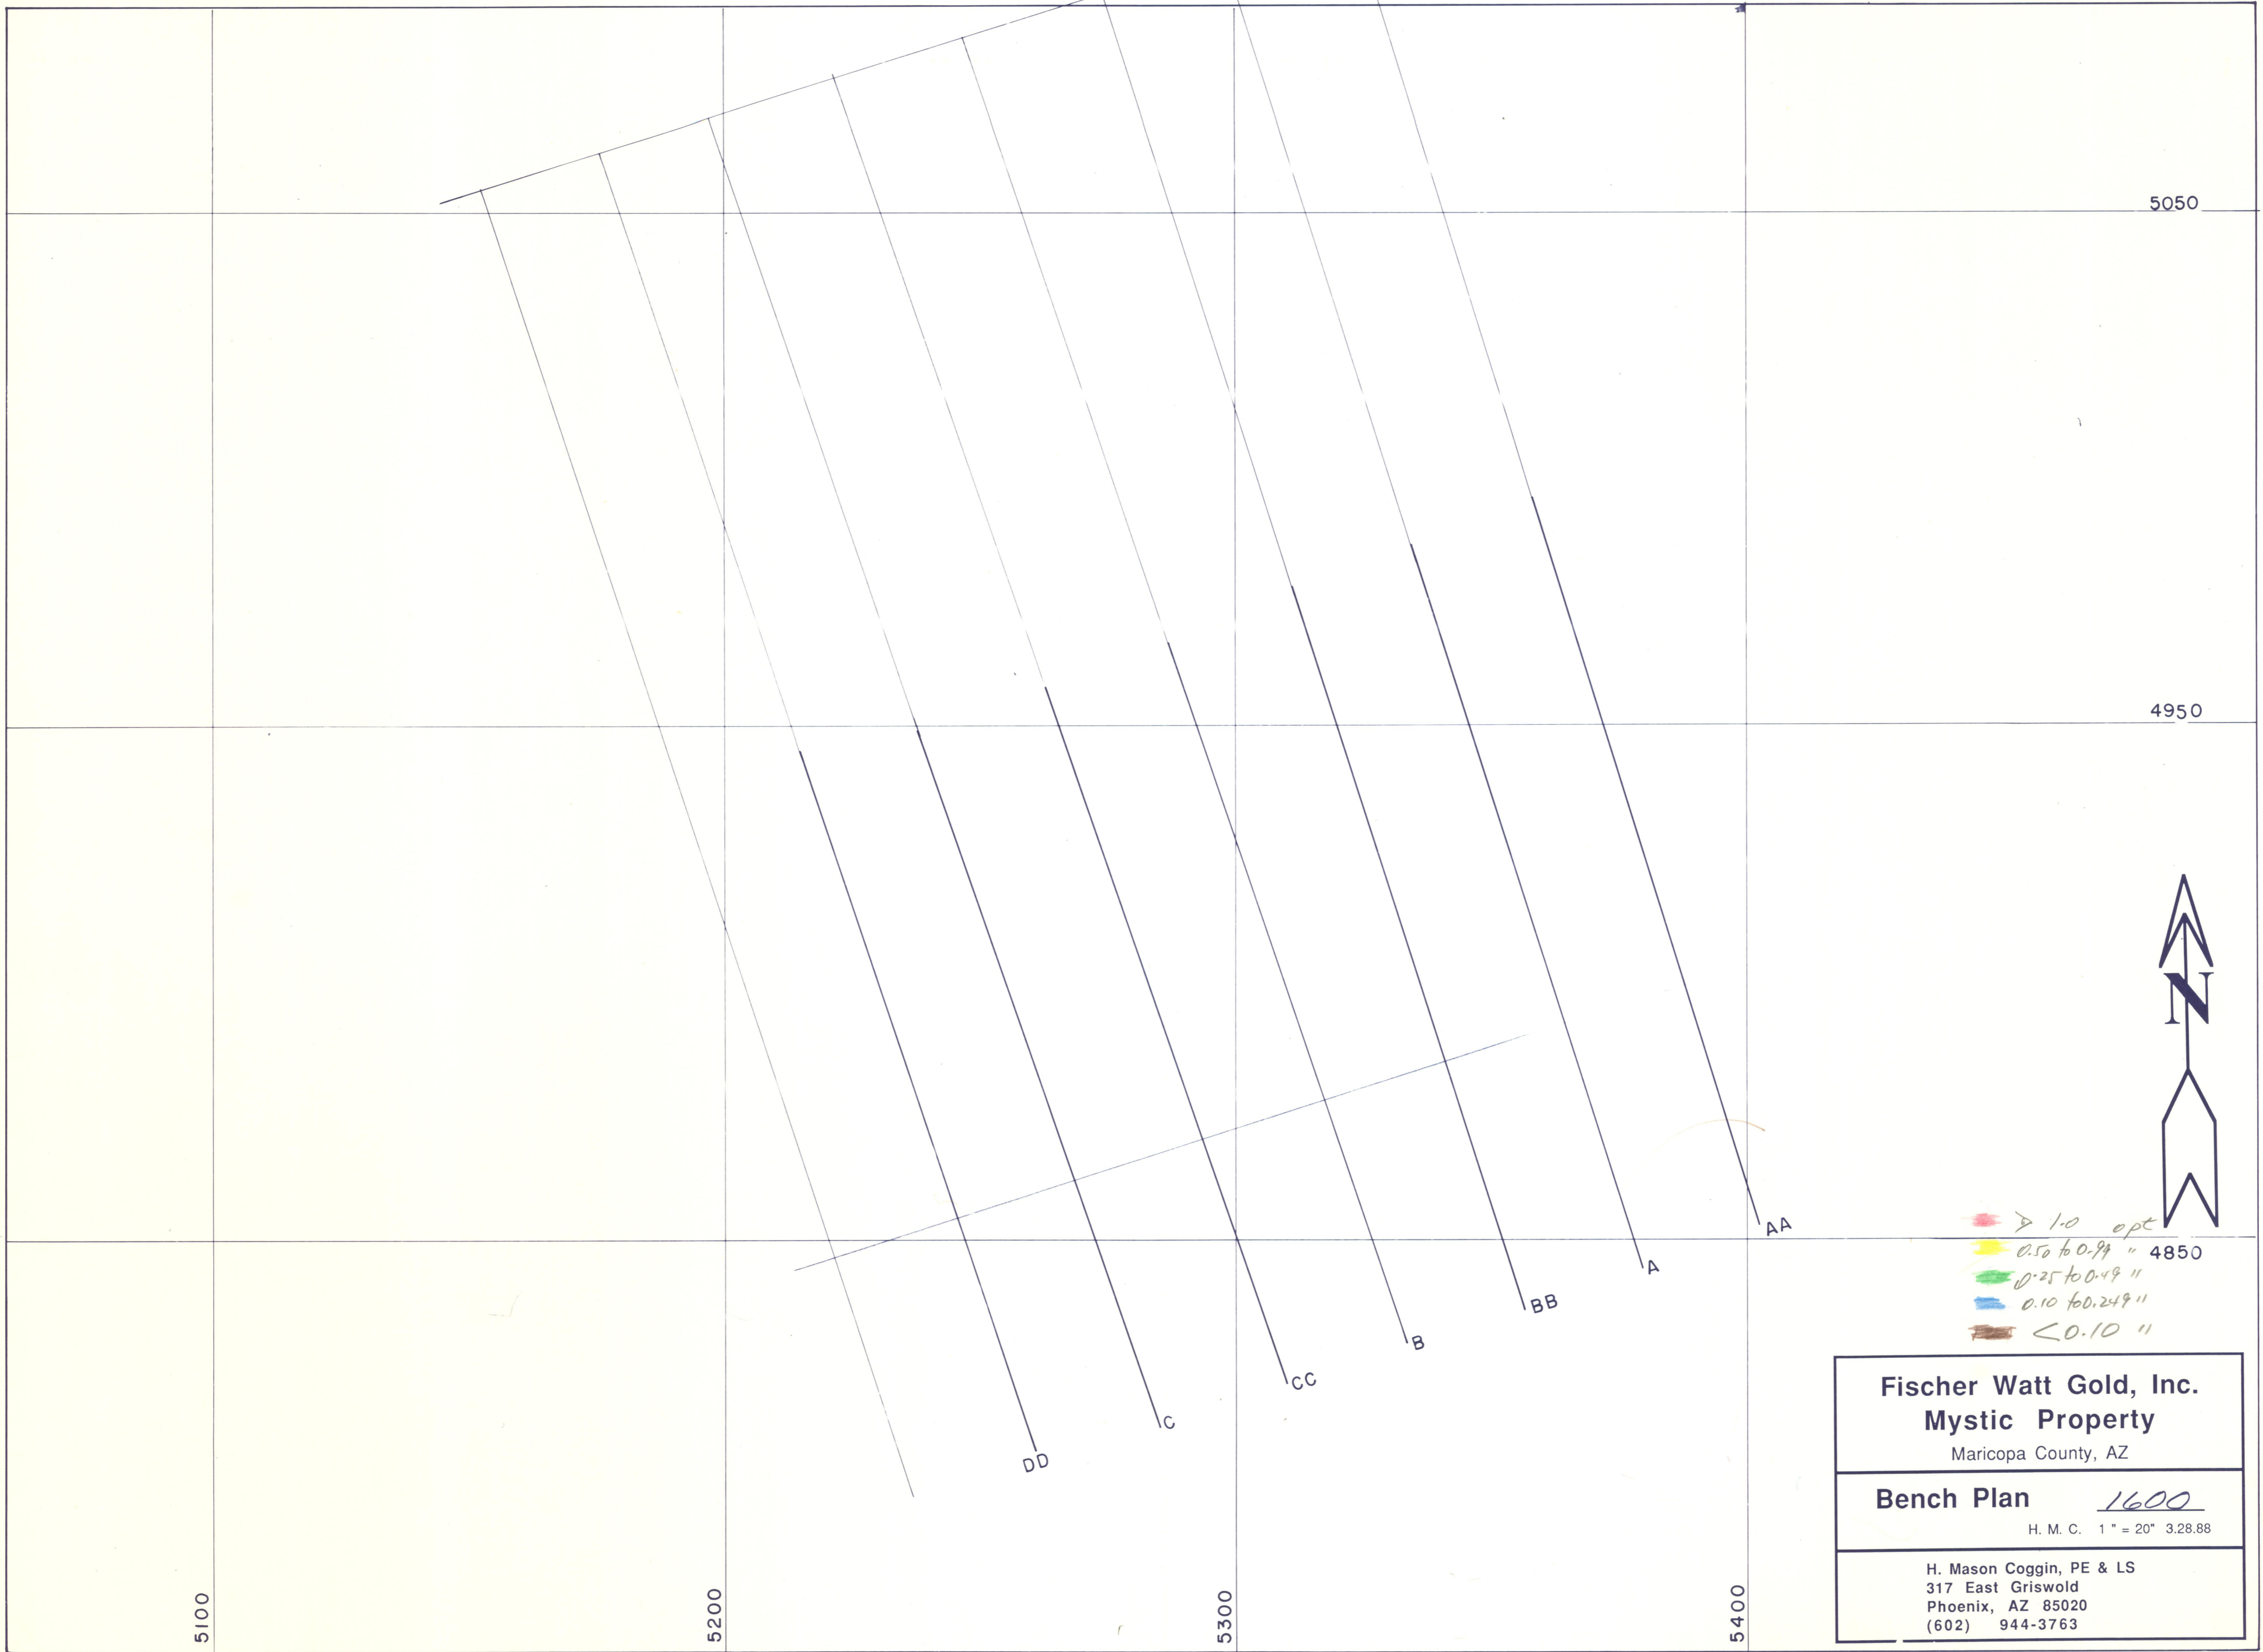 5050
4950
N
AA
> 1.0 opt
0.50 to 0.99 "
4850
A
0.25 to 0.49 "
BB
0.10 to 0.249 "
B
< 0.10 "
CC
C
DD
Fischer Watt Gold, Inc.
Mystic Property
Maricopa County, AZ
Bench Plan 1600
H. M. C. 1 " = 20" 3.28.88
H. Mason Coggin, PE & LS
317 East Griswold
Phoenix, AZ 85020
(602) 944-3763
5100
5200
5300
5400